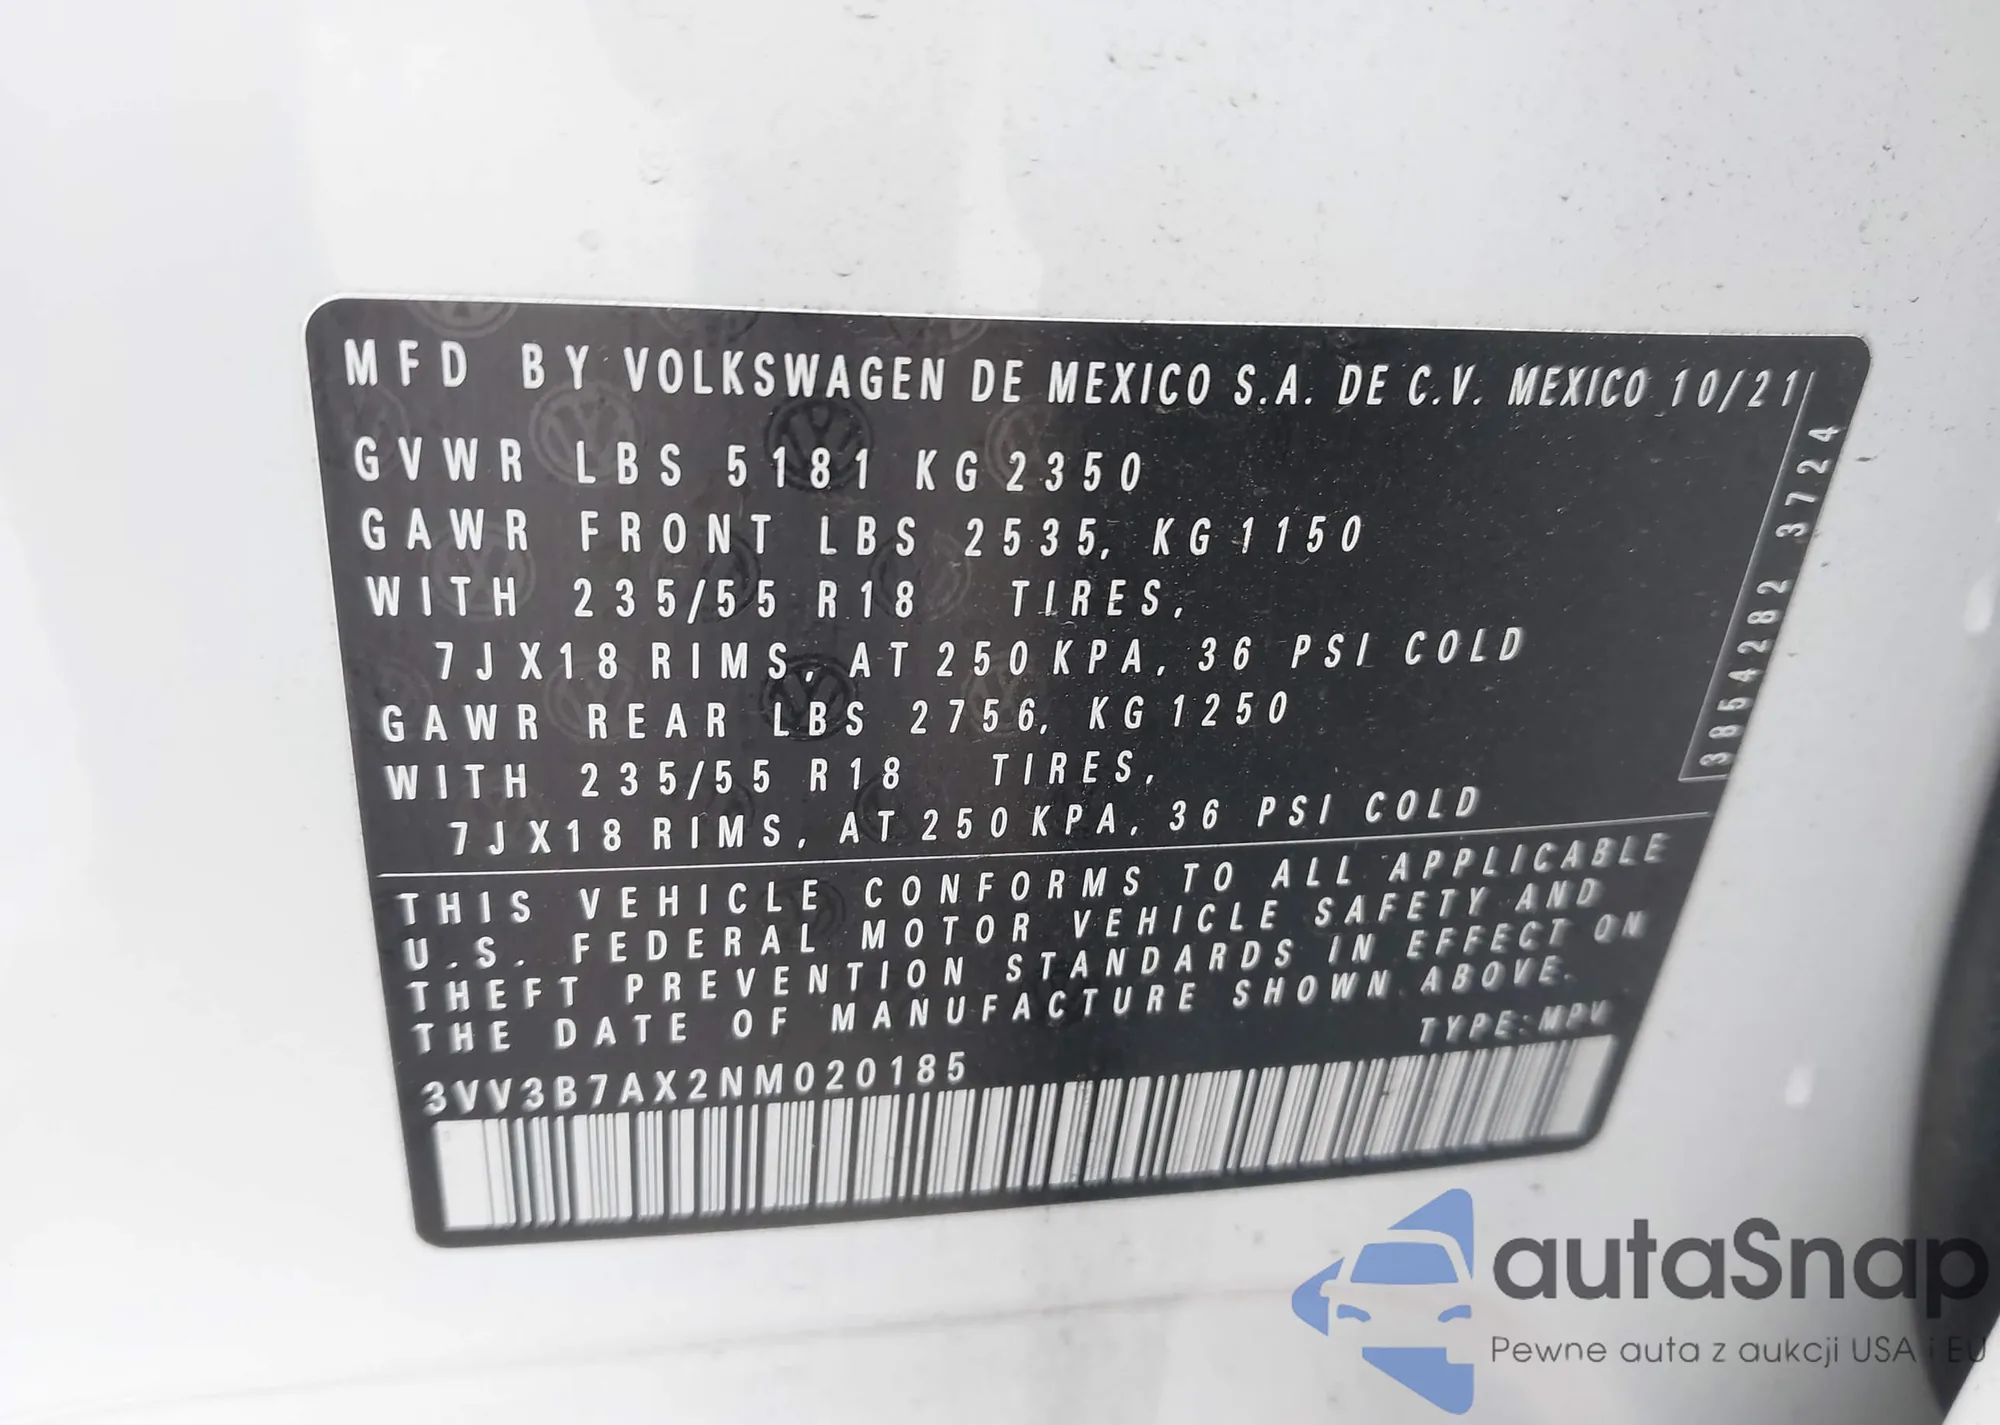 MFD BY VOLKSWAGEN DE MEXICO S.A. DE C.V. MEXICO 10/21
GVWR LBS 5181 KG 2350
GAWR FRONT LBS 2535, KG 1150
WITH 235/55 R18 TIRES,
7JX18 RIMS, AT 250 KPA, 36 PSI COLD
GAWR REAR LBS 2756, KG 1250
WITH 235/55 R18 TIRES,
7JX18 RIMS, AT 250 KPA, 36 PSI COLD
3854282 3724
THIS VEHICLE CONFORMS TO ALL APPLICABLE
U.S. FEDERAL MOTOR VEHICLE SAFETY AND
THEFT PREVENTION STANDARDS IN EFFECT ON
THE DATE OF MANUFACTURE SHOWN ABOVE.
TYPE:MPV
3VV3B7AX2NM020185
autaSnap
Pewne auta z aukcji USA i EU